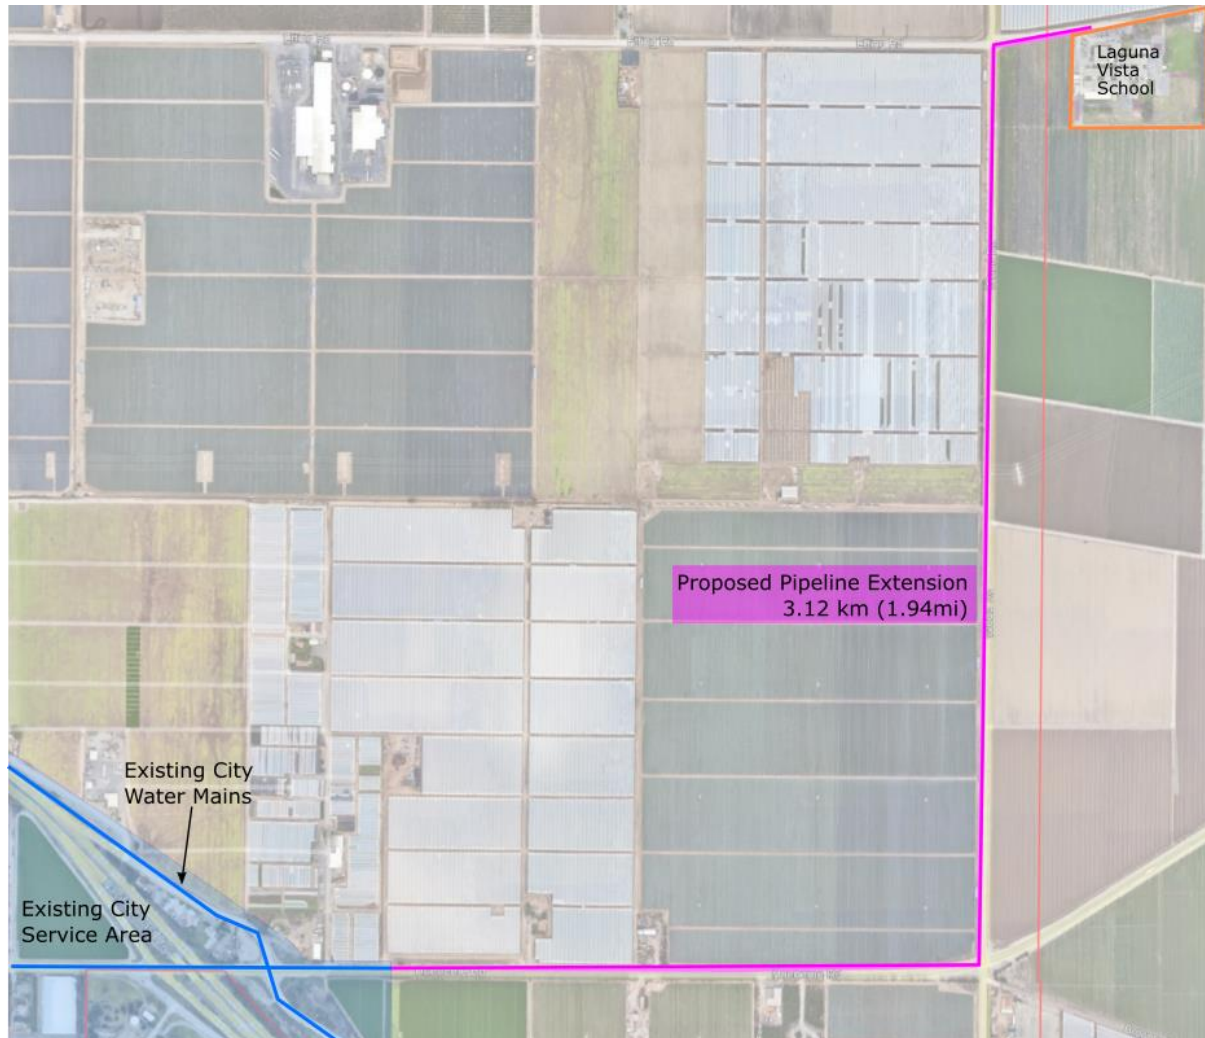 Laguna
Vista
School
Proposed Pipeline Extension
3.12 km (1.94mi)
Existing City
Water Mains
Existing City
Service Area